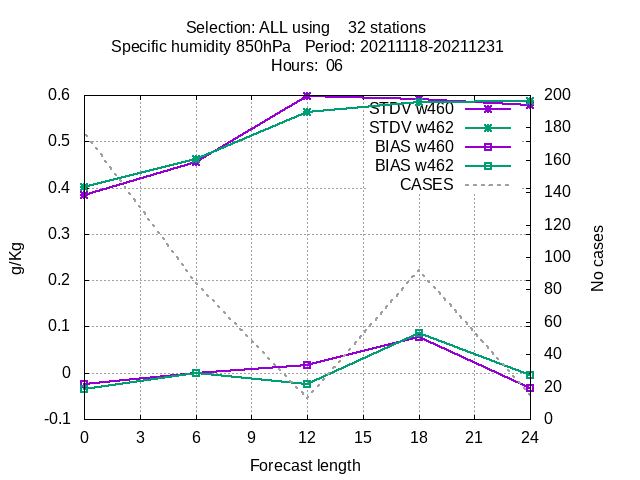 Selection: ALL using    32 stations
Specific humidity 850hPa   Period: 20211118-20211231
Hours:  06
0.6
0.5
0.4
0.3
0.2
0.1
0
-0.1
g/Kg
STDV w460
STDV w462
BIAS w460
BIAS w462
CASES
200
180
160
140
120
100
80
60
40
20
0
No cases
0 3 6 9 12 15 18 21 24
Forecast length